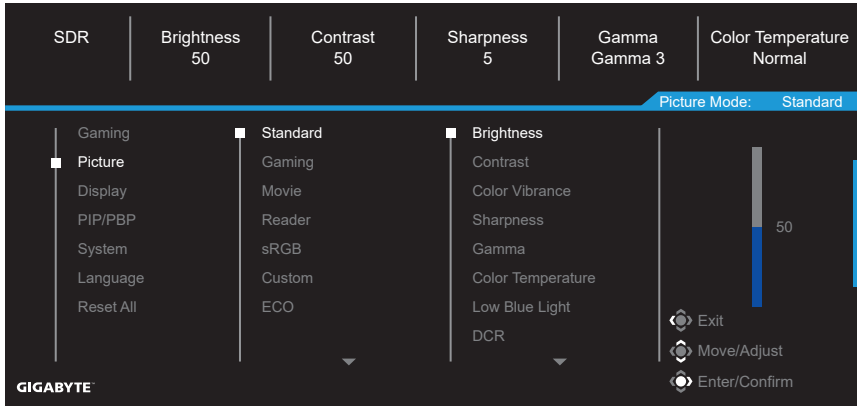 SDR Brightness Contrast Sharpness Gamma Color Temperature
50 50 5 Gamma 3 Normal
Picture Mode: Standard
Gaming Standard Brightness
Picture Gaming Contrast
Display Movie Color Vibrance
PIP/PBP Reader Sharpness
System sRGB Gamma 50
Language Custom Color Temperature
Reset All ECO Low Blue Light
Exit
DCR
Move/Adjust
GIGABYTE™ Enter/Confirm